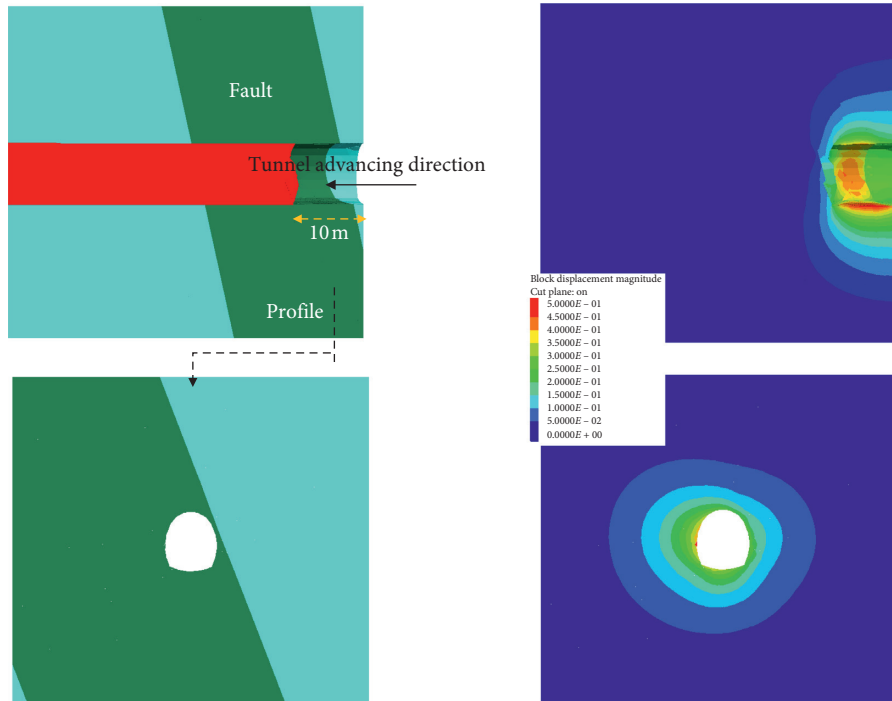 Fault
Tunnel advancing direction
10 m
Profile
Block displacement magnitude
Cut plane: on
5.0000E – 01
4.5000E – 01
4.0000E – 01
3.5000E – 01
3.0000E – 01
2.5000E – 01
2.0000E – 01
1.5000E – 01
1.0000E – 01
5.0000E – 02
0.0000E + 00